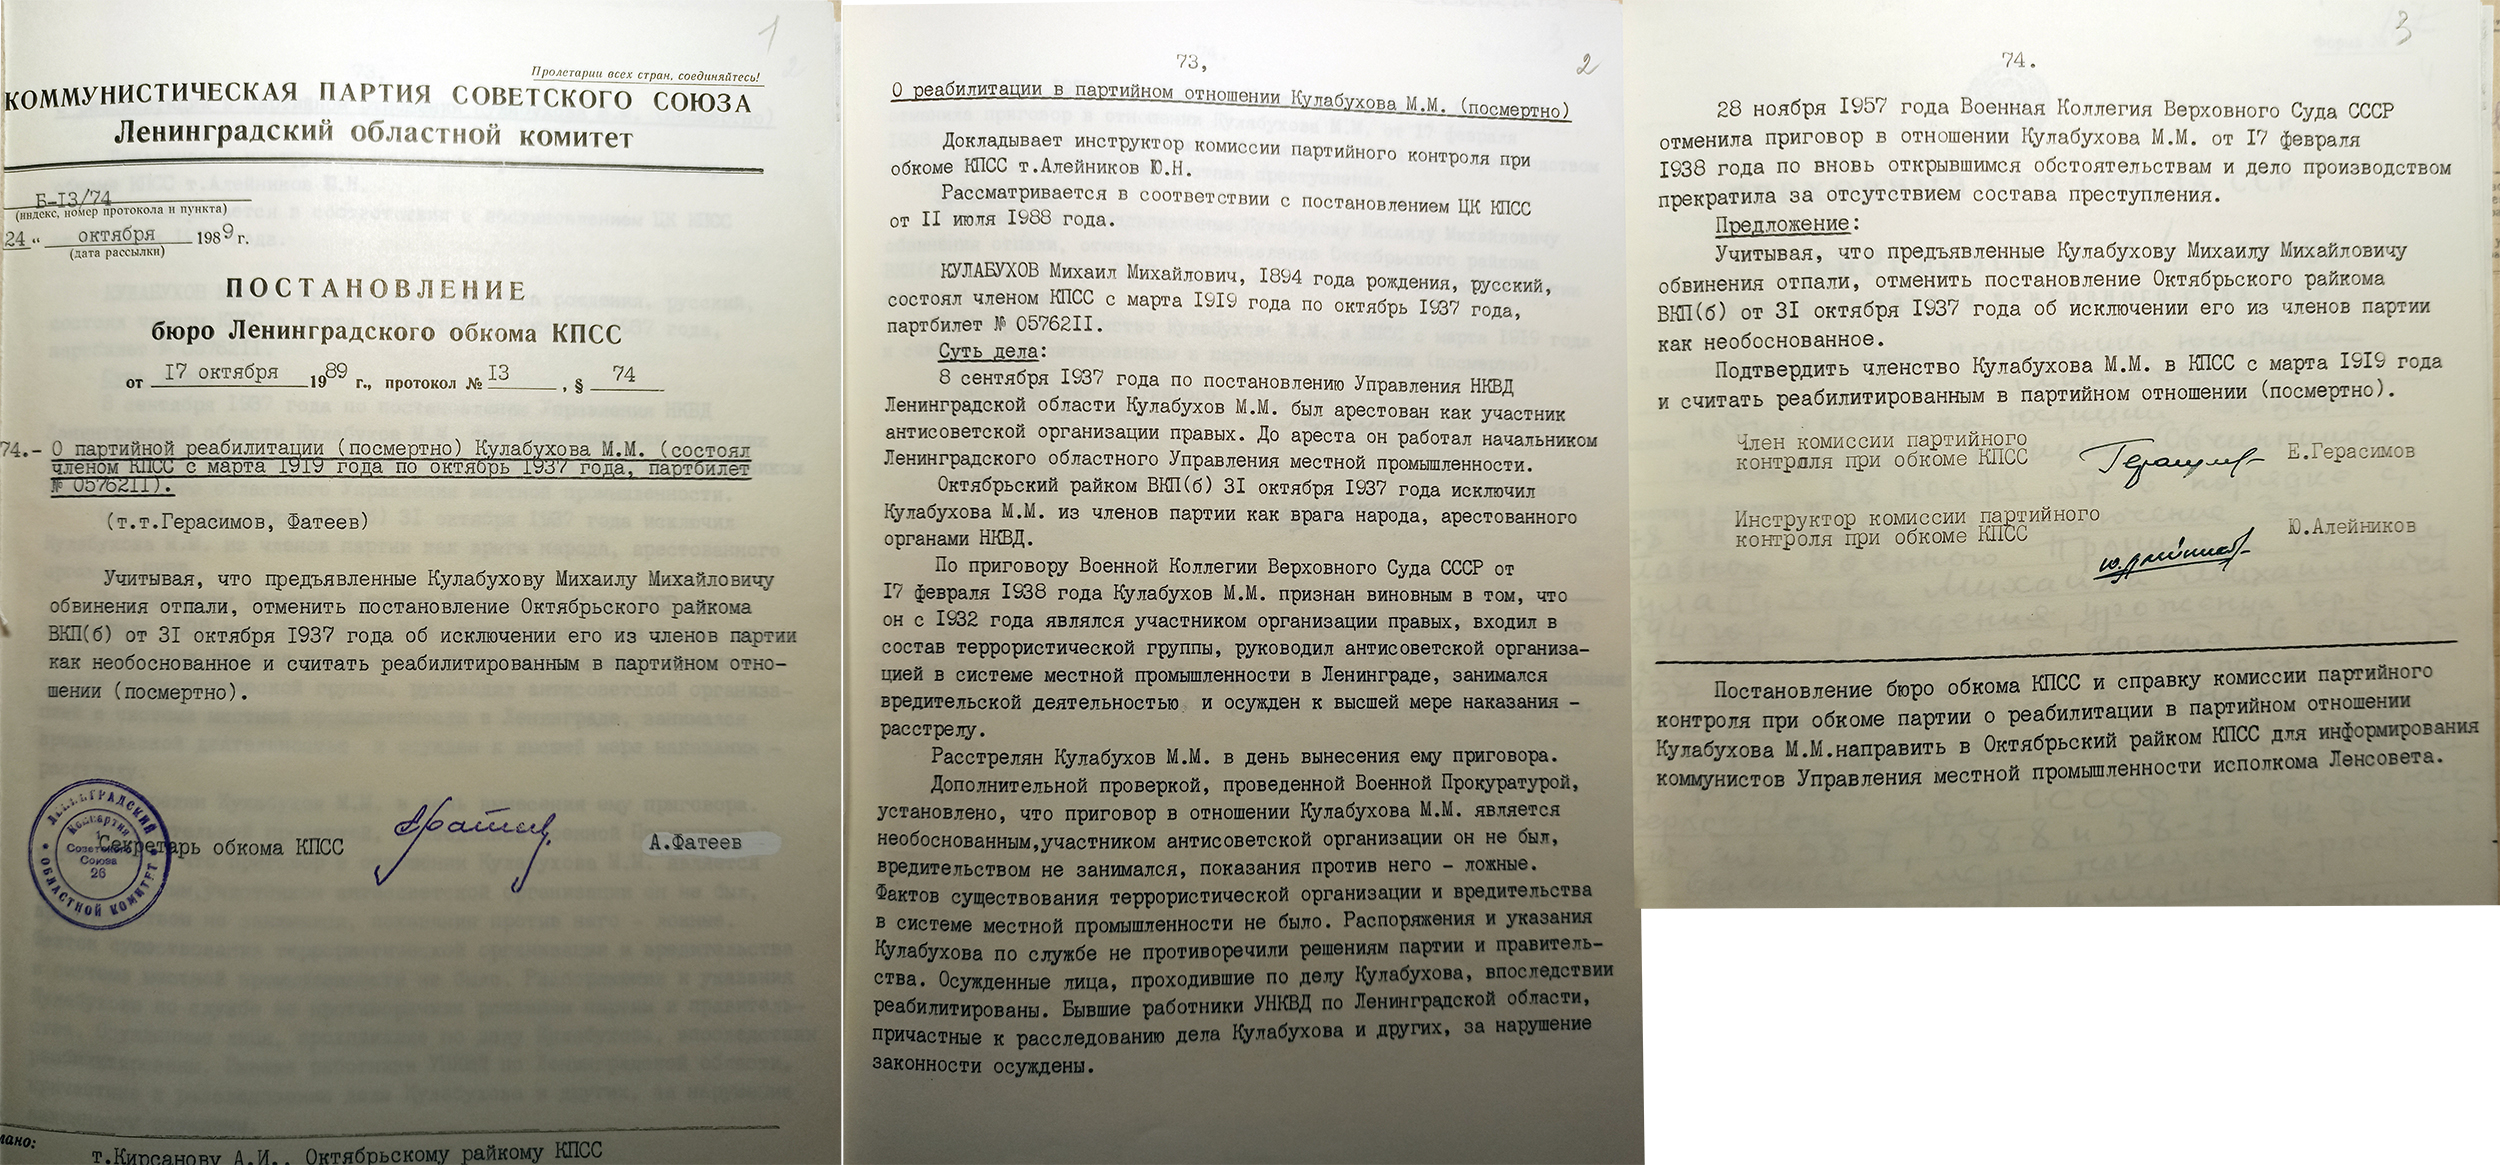 1
Пролетарии всех стран, соединяйтесь!
КОММУНИСТИЧЕСКАЯ ПАРТИЯ СОВЕТСКОГО СОЮЗА
Ленинградский областной комитет
Б-13/74
(индекс, номер протокола и пункта)
24 " октября 1989 г.
(дата рассылки)
ПОСТАНОВЛЕНИЕ
бюро Ленинградского обкома КПСС
от 17 октября 1989 г., протокол № 13, § 74
74.- О партийной реабилитации (посмертно) Кулабухова М.М. (состоял
членом КПСС с марта 1919 года по октябрь 1937 года, партбилет
№ 0576211).
(т.т.Герасимов, Фатеев)
Учитывая, что предъявленные Кулабухову Михаилу Михайловичу
обвинения отпали, отменить постановление Октябрьского райкома
ВКП(б) от 31 октября 1937 года об исключении его из членов партии
как необоснованное и считать реабилитированным в партийном отно-
шении (посмертно).
Секретарь обкома КПСС А.Фатеев
ЛЕНИНГРАДСКИЙ ОБЛАСТНОЙ КОМИТЕТ
Компартия
Советского
Союза
26
т.Кирсанову А.И., Октябрьскому райкому КПСС
73,
2
О реабилитации в партийном отношении Кулабухова М.М. (посмертно)
Докладывает инструктор комиссии партийного контроля при
обкоме КПСС т.Алейников Ю.Н.
Рассматривается в соответствии с постановлением ЦК КПСС
от 11 июля 1988 года.
КУЛАБУХОВ Михаил Михайлович, 1894 года рождения, русский,
состоял членом КПСС с марта 1919 года по октябрь 1937 года,
партбилет № 0576211.
Суть дела:
8 сентября 1937 года по постановлению Управления НКВД
Ленинградской области Кулабухов М.М. был арестован как участник
антисоветской организации правых. До ареста он работал начальником
Ленинградского областного Управления местной промышленности.
Октябрьский райком ВКП(б) 31 октября 1937 года исключил
Кулабухова М.М. из членов партии как врага народа, арестованного
органами НКВД.
По приговору Военной Коллегии Верховного Суда СССР от
17 февраля 1938 года Кулабухов М.М. признан виновным в том, что
он с 1932 года являлся участником организации правых, входил в
состав террористической группы, руководил антисоветской организа-
цией в системе местной промышленности в Ленинграде, занимался
вредительской деятельностью и осужден к высшей мере наказания -
расстрелу.
Расстрелян Кулабухов М.М. в день вынесения ему приговора.
Дополнительной проверкой, проведенной Военной Прокуратурой,
установлено, что приговор в отношении Кулабухова М.М. является
необоснованным,участником антисоветской организации он не был,
вредительством не занимался, показания против него - ложные.
Фактов существования террористической организации и вредительства
в системе местной промышленности не было. Распоряжения и указания
Кулабухова по службе не противоречили решениям партии и правитель-
ства. Осужденные лица, проходившие по делу Кулабухова, впоследствии
реабилитированы. Бывшие работники УНКВД по Ленинградской области,
причастные к расследованию дела Кулабухова и других, за нарушение
законности осуждены.
3
74.
28 ноября 1957 года Военная Коллегия Верховного Суда СССР
отменила приговор в отношении Кулабухова М.М. от 17 февраля
1938 года по вновь открывшимся обстоятельствам и дело производством
прекратила за отсутствием состава преступления.
Предложение:
Учитывая, что предъявленные Кулабухову Михаилу Михайловичу
обвинения отпали, отменить постановление Октябрьского райкома
ВКП(б) от 31 октября 1937 года об исключении его из членов партии
как необоснованное.
Подтвердить членство Кулабухова М.М. в КПСС с марта 1919 года
и считать реабилитированным в партийном отношении (посмертно).
Член комиссии партийного
контроля при обкоме КПСС Е.Герасимов
Инструктор комиссии партийного
контроля при обкоме КПСС Ю.Алейников
Постановление бюро обкома КПСС и справку комиссии партийного
контроля при обкоме партии о реабилитации в партийном отношении
Кулабухова М.М.направить в Октябрьский райком КПСС для информирования
коммунистов Управления местной промышленности исполкома Ленсовета.